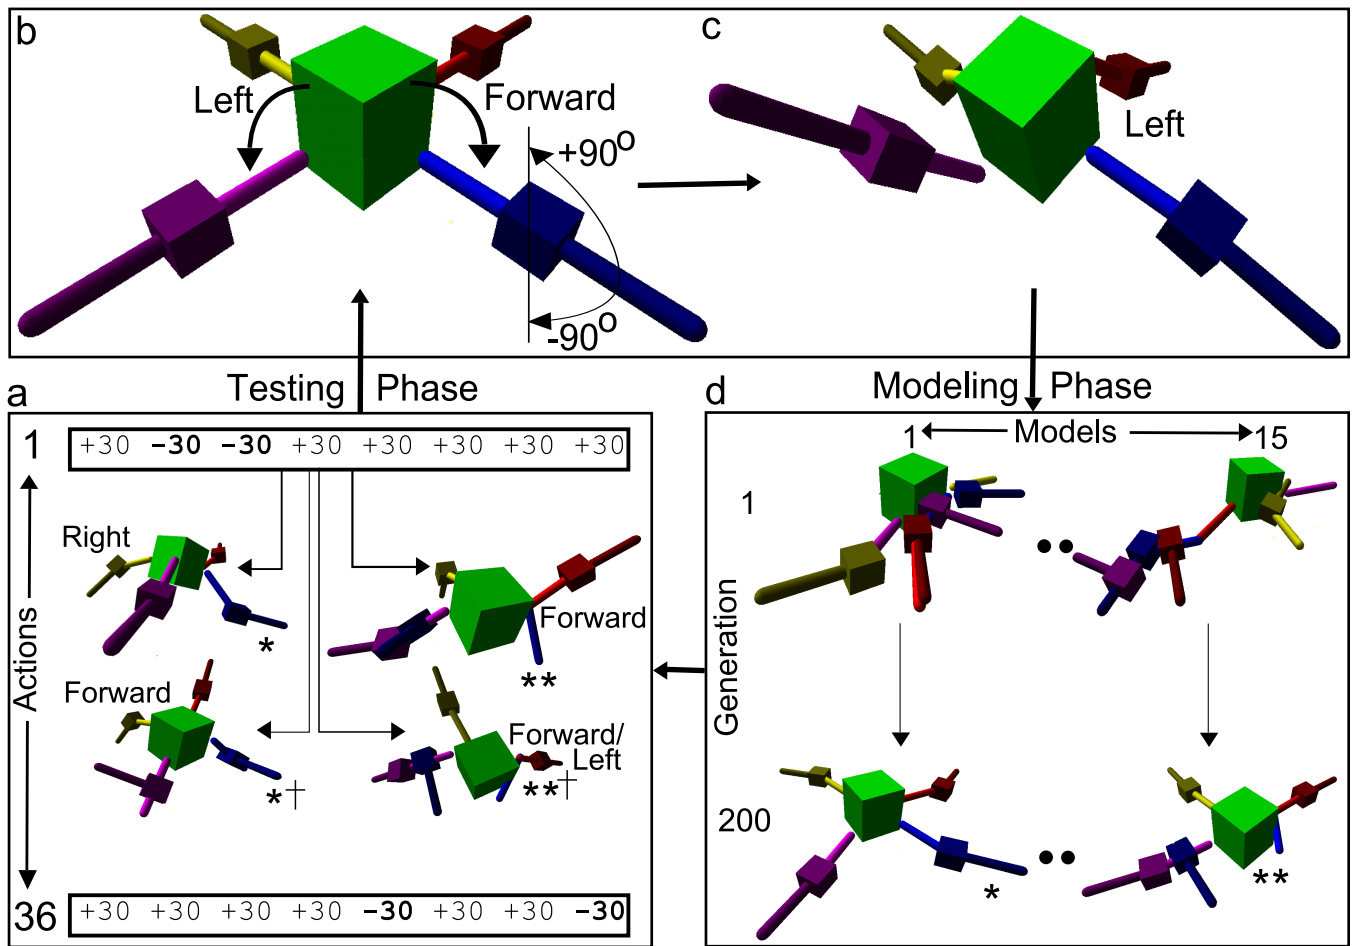 b
Left
Forward
+90°
-90°
c
Left
a
Testing Phase
Modeling Phase
d
1 +30 -30 -30 +30 +30 +30 +30 +30
Actions
Right
*
Forward
**
Forward
*†
Forward/
Left
**†
36 +30 +30 +30 +30 -30 +30 +30 -30
1 Models 15
Generation
1
200
*
**